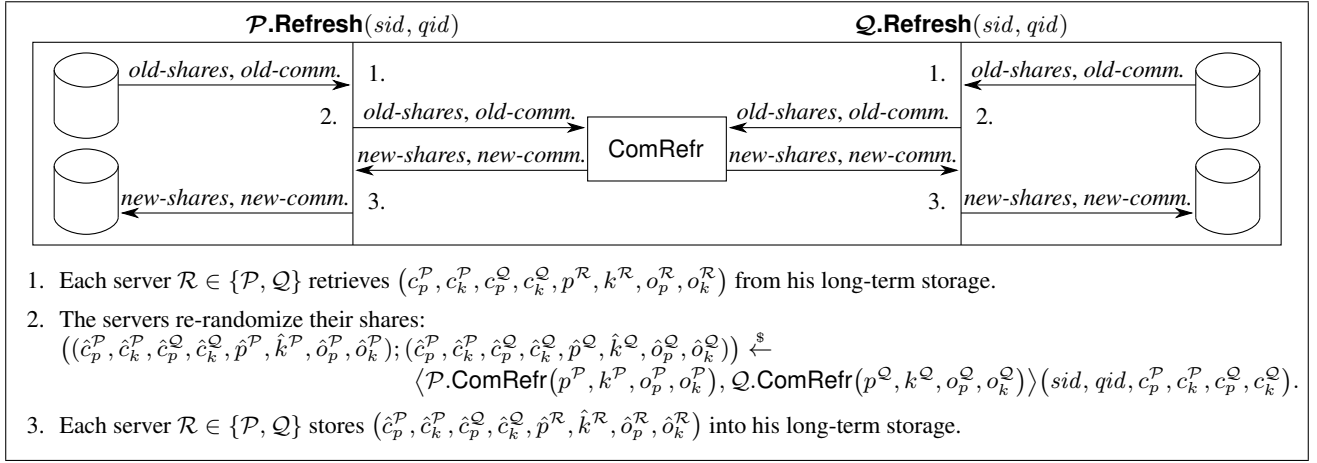 𝒫.Refresh(sid, qid) 𝒬.Refresh(sid, qid)
old-shares, old-comm. 1. 1. old-shares, old-comm.
2. old-shares, old-comm. old-shares, old-comm. 2.
ComRefr
new-shares, new-comm. new-shares, new-comm.
new-shares, new-comm. 3. 3. new-shares, new-comm.
1. Each server ℛ ∈ {𝒫, 𝒬} retrieves (c_p^𝒫, c_k^𝒫, c_p^𝒬, c_k^𝒬, p^ℛ, k^ℛ, o_p^ℛ, o_k^ℛ) from his long-term storage.
2. The servers re-randomize their shares:
((ĉ_p^𝒫, ĉ_k^𝒫, ĉ_p^𝒬, ĉ_k^𝒬, p̂^𝒫, k̂^𝒫, ô_p^𝒫, ô_k^𝒫); (ĉ_p^𝒫, ĉ_k^𝒫, ĉ_p^𝒬, ĉ_k^𝒬, p̂^𝒬, k̂^𝒬, ô_p^𝒬, ô_k^𝒬)) ←$
⟨𝒫.ComRefr(p^𝒫, k^𝒫, o_p^𝒫, o_k^𝒫), 𝒬.ComRefr(p^𝒬, k^𝒬, o_p^𝒬, o_k^𝒬)⟩(sid, qid, c_p^𝒫, c_k^𝒫, c_p^𝒬, c_k^𝒬).
3. Each server ℛ ∈ {𝒫, 𝒬} stores (ĉ_p^𝒫, ĉ_k^𝒫, ĉ_p^𝒬, ĉ_k^𝒬, p̂^ℛ, k̂^ℛ, ô_p^ℛ, ô_k^ℛ) into his long-term storage.